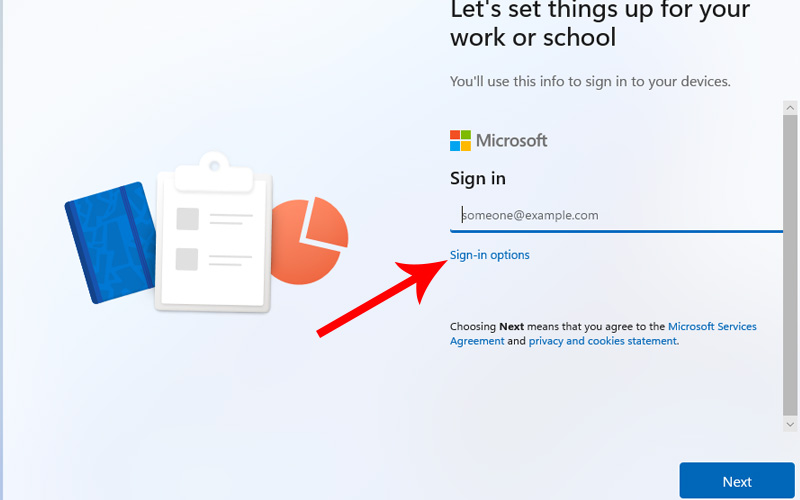 Let's set things up for your
work or school
You'll use this info to sign in to your devices.
Microsoft
Sign in
someone@example.com
Sign-in options
Choosing Next means that you agree to the Microsoft Services
Agreement and privacy and cookies statement.
Next